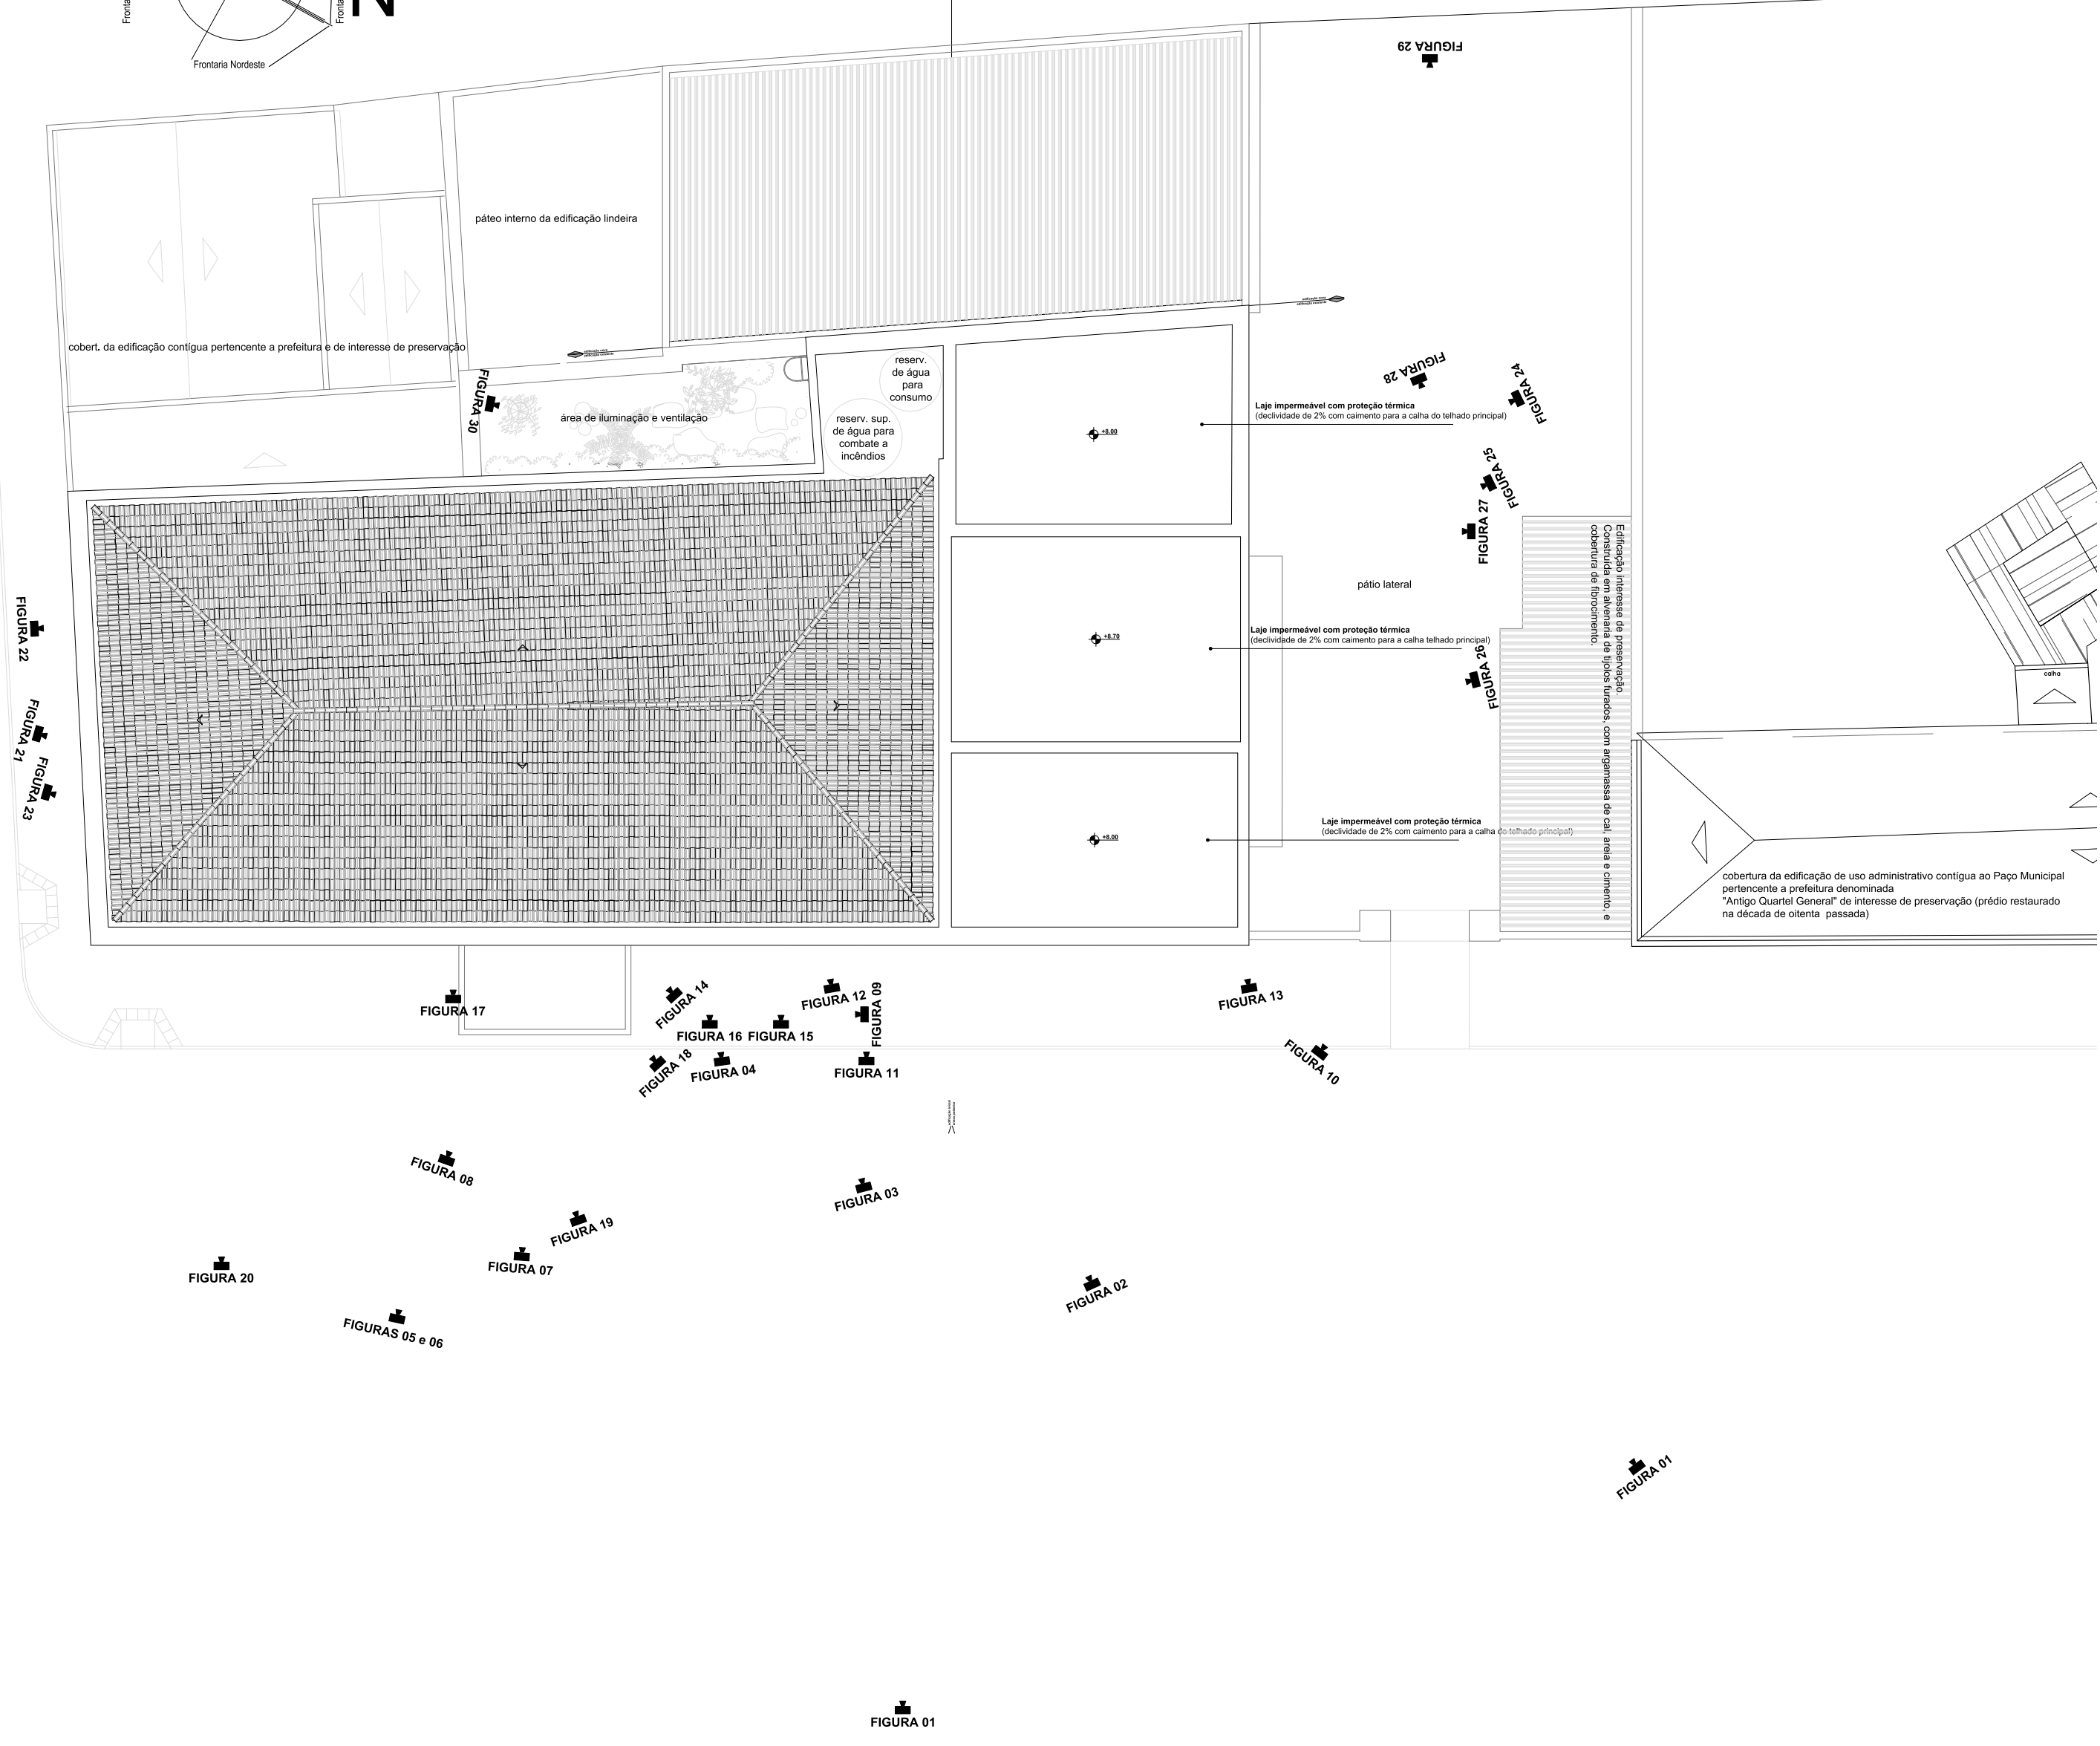 Fronta
Fronta
N
Frontaria Nordeste
FIGURA 29
páteo interno da edificação lindeira
cobert. da edificação contígua pertencente a prefeitura e de interesse de preservação
FIGURA 30
área de iluminação e ventilação
reserv.
de água
para
consumo
reserv. sup.
de água para
combate a
incêndios
+8.00
Laje impermeável com proteção térmica
(declividade de 2% com caimento para a calha do telhado principal)
FIGURA 28
FIGURA 24
FIGURA 25
FIGURA 27
pátio lateral
+8.70
Laje impermeável com proteção térmica
(declividade de 2% com caimento para a calha telhado principal)
FIGURA 26
Edificação interesse de preservação.
Construída em alvenaria de tijolos furados, com argamassa de cal, areia e cimento, e
cobertura de fibrocimento.
calha
FIGURA 22
FIGURA 21
FIGURA 23
+8.00
Laje impermeável com proteção térmica
(declividade de 2% com caimento para a calha do telhado principal)
cobertura da edificação de uso administrativo contígua ao Paço Municipal
pertencente a prefeitura denominada
"Antigo Quartel General" de interesse de preservação (prédio restaurado
na década de oitenta passada)
FIGURA 17
FIGURA 14
FIGURA 12
FIGURA 09
FIGURA 13
FIGURA 16
FIGURA 15
FIGURA 18
FIGURA 04
FIGURA 11
FIGURA 10
FIGURA 08
FIGURA 03
FIGURA 19
FIGURA 07
FIGURA 20
FIGURA 02
FIGURAS 05 e 06
FIGURA 01
FIGURA 01